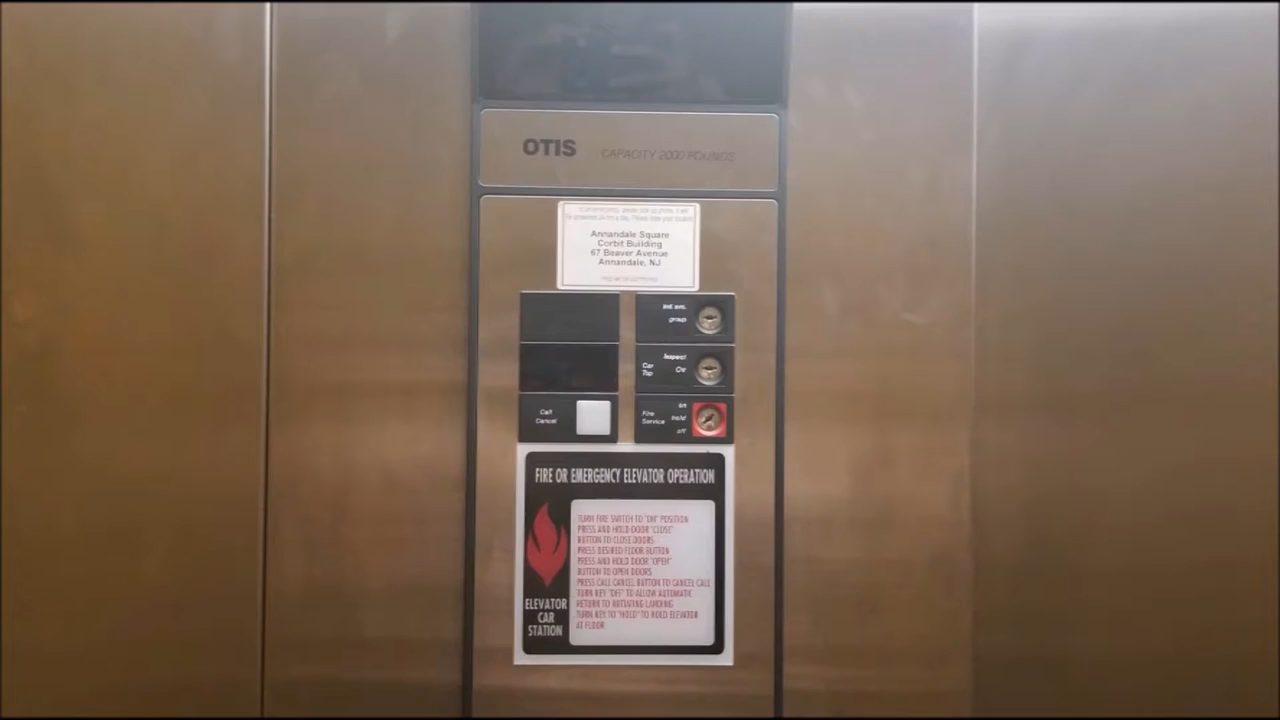 OTIS CAPACITY 2000 POUNDS
Annandale Square
Corbit Building
67 Beaver Avenue
Annandale, NJ
group
Inspect
Car Ctr
Top
Call
Cancel
on
Fire hold
Service
off
FIRE OR EMERGENCY ELEVATOR OPERATION
TURN FIRE SWITCH TO "ON" POSITION
PRESS AND HOLD DOOR "CLOSE"
BUTTON TO CLOSE DOORS
PRESS DESIRED FLOOR BUTTON
PRESS AND HOLD DOOR "OPEN"
BUTTON TO OPEN DOORS
PRESS CALL CANCEL BUTTON TO CANCEL CALL
TURN KEY "OFF" TO ALLOW AUTOMATIC
RETURN TO INITIATING LANDING
TURN KEY TO "HOLD" TO HOLD ELEVATOR
AT FLOOR
ELEVATOR
CAR
STATION